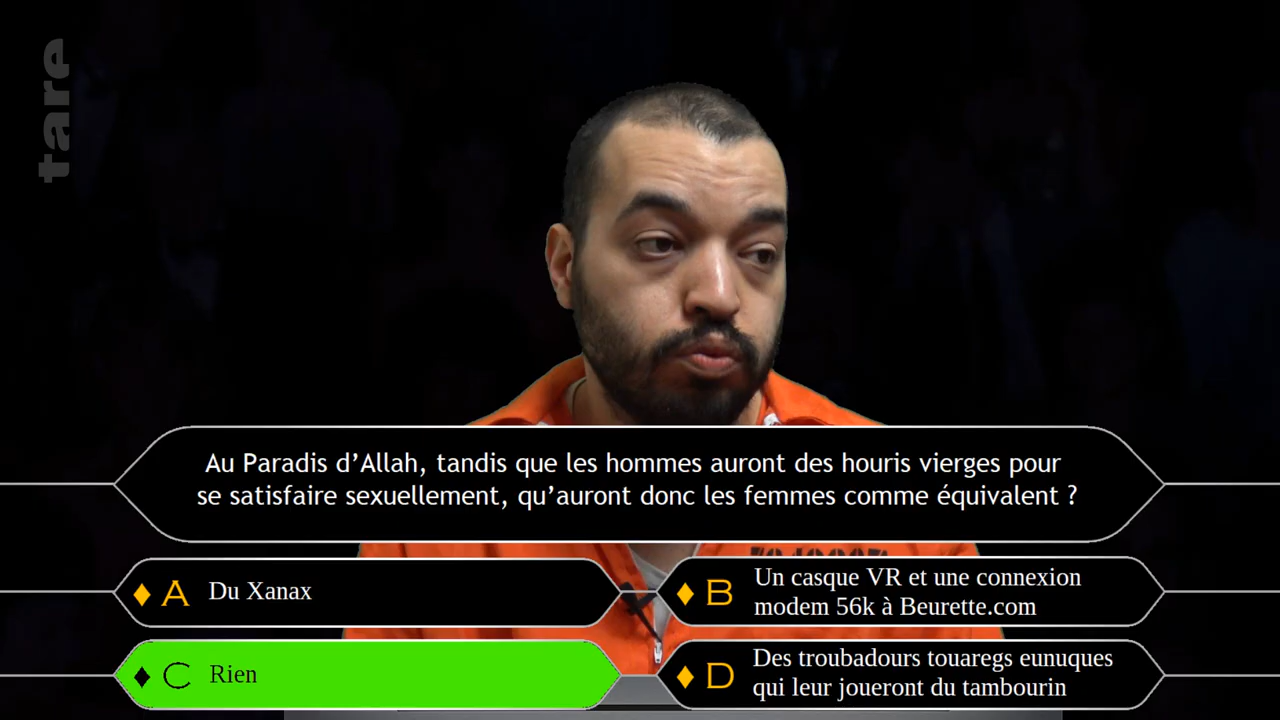 tare
Au Paradis d’Allah, tandis que les hommes auront des houris vierges pour
se satisfaire sexuellement, qu’auront donc les femmes comme équivalent ?
A Du Xanax
B Un casque VR et une connexion
modem 56k à Beurette.com
C Rien
D Des troubadours touaregs eunuques
qui leur joueront du tambourin